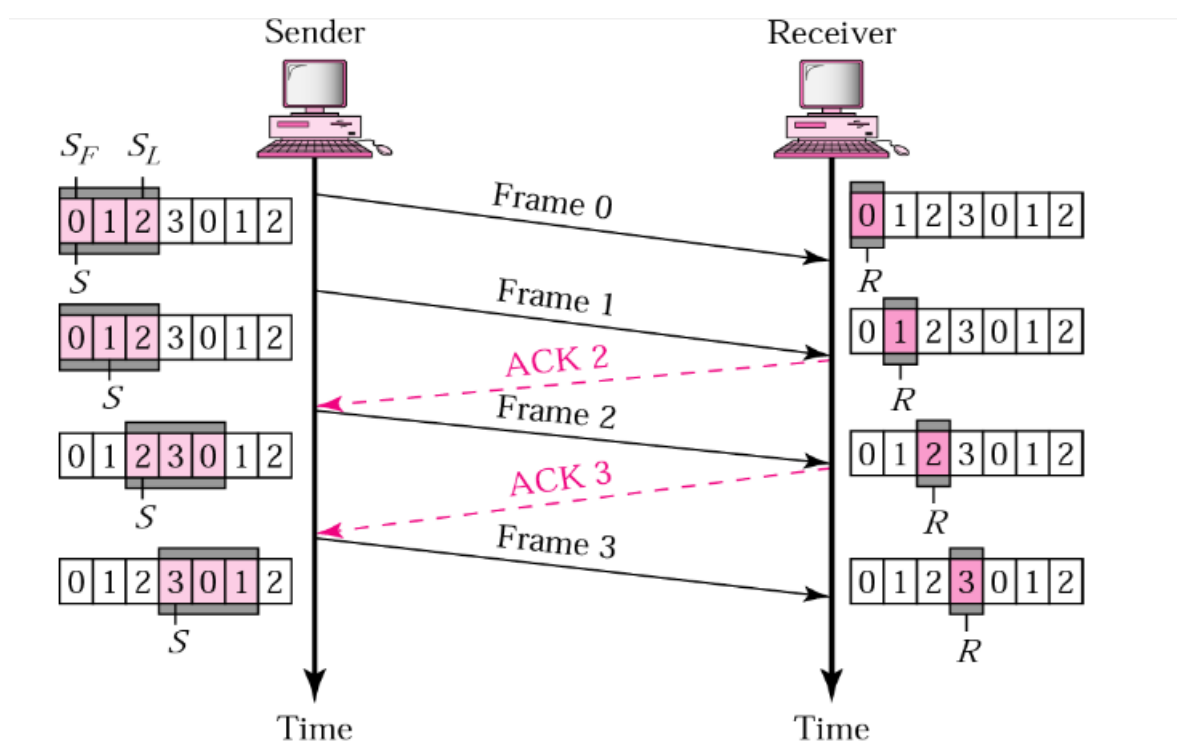 Sender Receiver
S_F S_L
Frame 0
0 1 2 3 0 1 2
0 1 2 3 0 1 2
S
R
Frame 1
0 1 2 3 0 1 2
0 1 2 3 0 1 2
ACK 2
S
R
Frame 2
0 1 2 3 0 1 2
0 1 2 3 0 1 2
ACK 3
S
R
Frame 3
0 1 2 3 0 1 2
0 1 2 3 0 1 2
S
R
Time Time